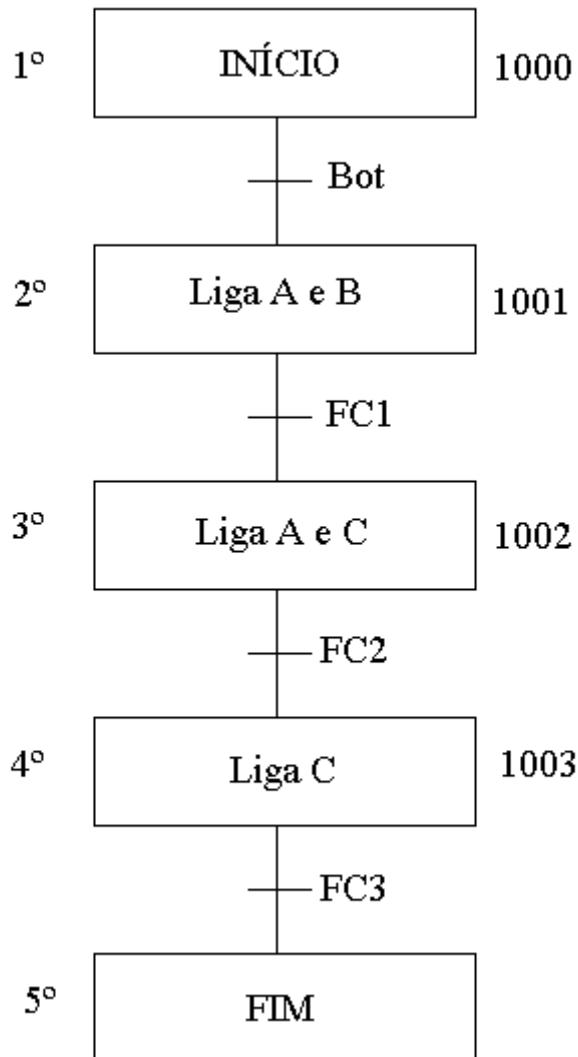 1º INÍCIO 1000
Bot
2º Liga A e B 1001
FC1
3º Liga A e C 1002
FC2
4º Liga C 1003
FC3
5º FIM